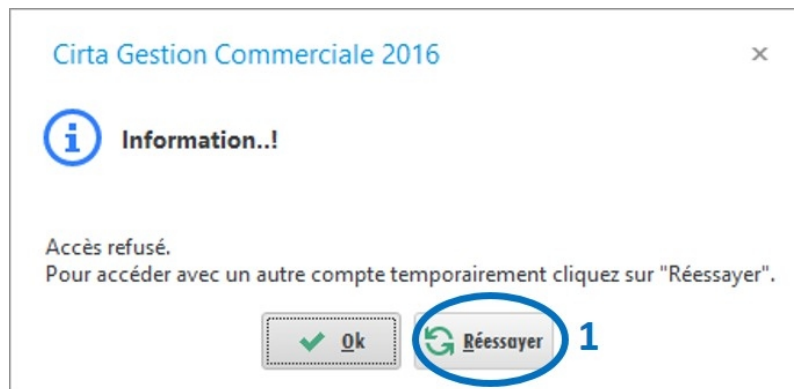 Cirta Gestion Commerciale 2016
Information..!
Accès refusé.
Pour accéder avec un autre compte temporairement cliquez sur "Réessayer".
Ok
Réessayer
1